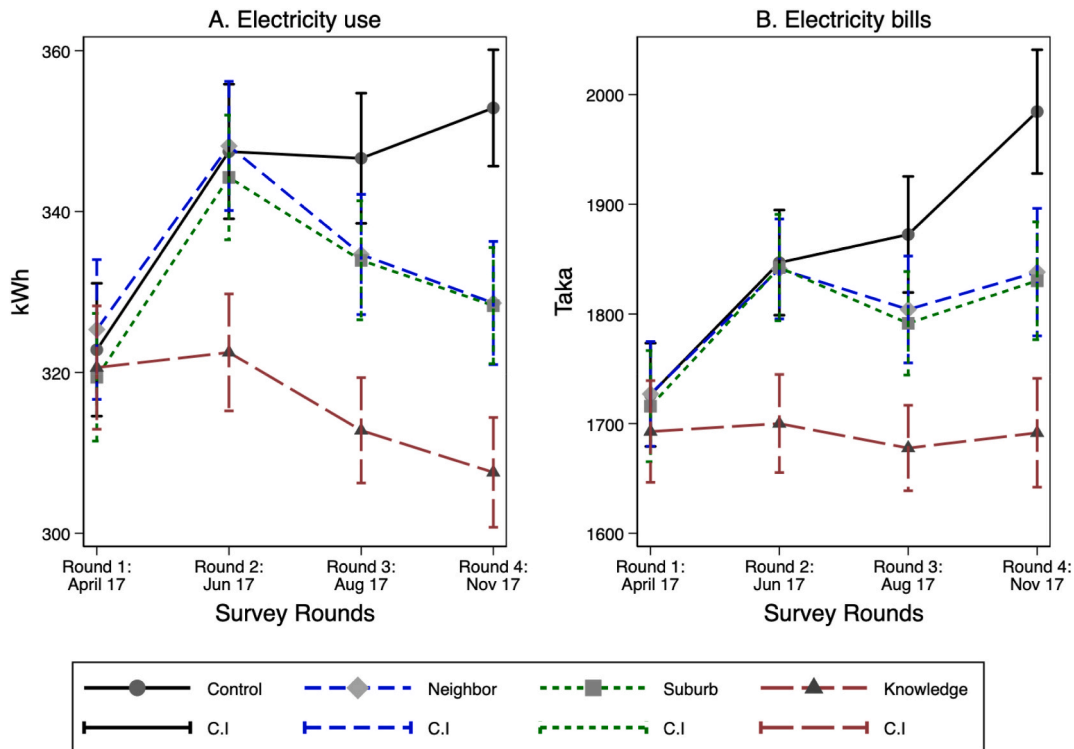 A. Electricity use
B. Electricity bills
kWh
360
340
320
300
Round 1:
April 17
Round 2:
Jun 17
Round 3:
Aug 17
Round 4:
Nov 17
Survey Rounds
Taka
2000
1900
1800
1700
1600
Round 1:
April 17
Round 2:
Jun 17
Round 3:
Aug 17
Round 4:
Nov 17
Survey Rounds
Control Neighbor Suburb Knowledge
C.I C.I C.I C.I